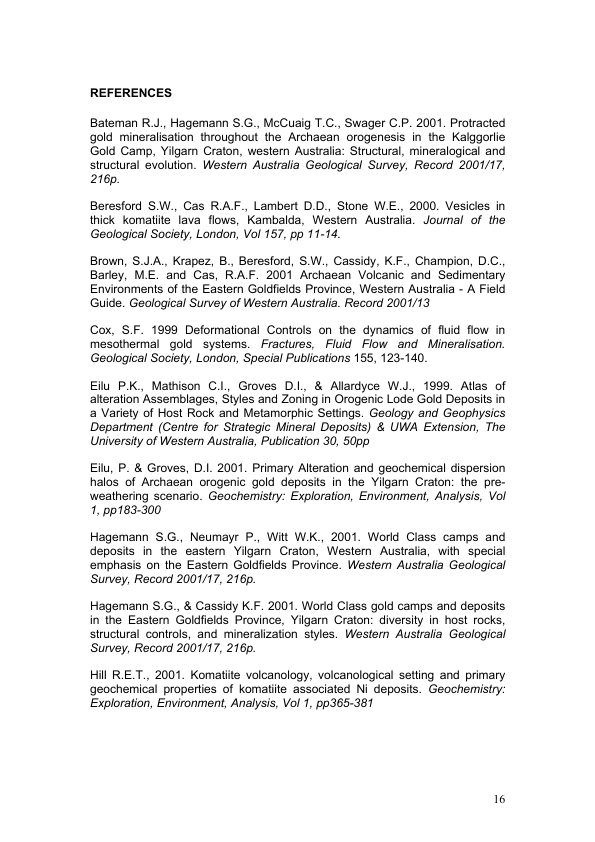 REFERENCES
Bateman R.J., Hagemann S.G., McCuaig T.C., Swager C.P. 2001. Protracted
gold mineralisation throughout the Archaean orogenesis in the Kalggorlie
Gold Camp, Yilgarn Craton, western Australia: Structural, mineralogical and
structural evolution. Western Australia Geological Survey, Record 2001/17,
216p.
Beresford S.W., Cas R.A.F., Lambert D.D., Stone W.E., 2000. Vesicles in
thick komatiite lava flows, Kambalda, Western Australia. Journal of the
Geological Society, London, Vol 157, pp 11-14.
Brown, S.J.A., Krapez, B., Beresford, S.W., Cassidy, K.F., Champion, D.C.,
Barley, M.E. and Cas, R.A.F. 2001 Archaean Volcanic and Sedimentary
Environments of the Eastern Goldfields Province, Western Australia - A Field
Guide. Geological Survey of Western Australia. Record 2001/13
Cox, S.F. 1999 Deformational Controls on the dynamics of fluid flow in
mesothermal gold systems. Fractures, Fluid Flow and Mineralisation.
Geological Society, London, Special Publications 155, 123-140.
Eilu P.K., Mathison C.I., Groves D.I., & Allardyce W.J., 1999. Atlas of
alteration Assemblages, Styles and Zoning in Orogenic Lode Gold Deposits in
a Variety of Host Rock and Metamorphic Settings. Geology and Geophysics
Department (Centre for Strategic Mineral Deposits) & UWA Extension, The
University of Western Australia, Publication 30, 50pp
Eilu, P. & Groves, D.I. 2001. Primary Alteration and geochemical dispersion
halos of Archaean orogenic gold deposits in the Yilgarn Craton: the pre-
weathering scenario. Geochemistry: Exploration, Environment, Analysis, Vol
1, pp183-300
Hagemann S.G., Neumayr P., Witt W.K., 2001. World Class camps and
deposits in the eastern Yilgarn Craton, Western Australia, with special
emphasis on the Eastern Goldfields Province. Western Australia Geological
Survey, Record 2001/17, 216p.
Hagemann S.G., & Cassidy K.F. 2001. World Class gold camps and deposits
in the Eastern Goldfields Province, Yilgarn Craton: diversity in host rocks,
structural controls, and mineralization styles. Western Australia Geological
Survey, Record 2001/17, 216p.
Hill R.E.T., 2001. Komatiite volcanology, volcanological setting and primary
geochemical properties of komatiite associated Ni deposits. Geochemistry:
Exploration, Environment, Analysis, Vol 1, pp365-381
16